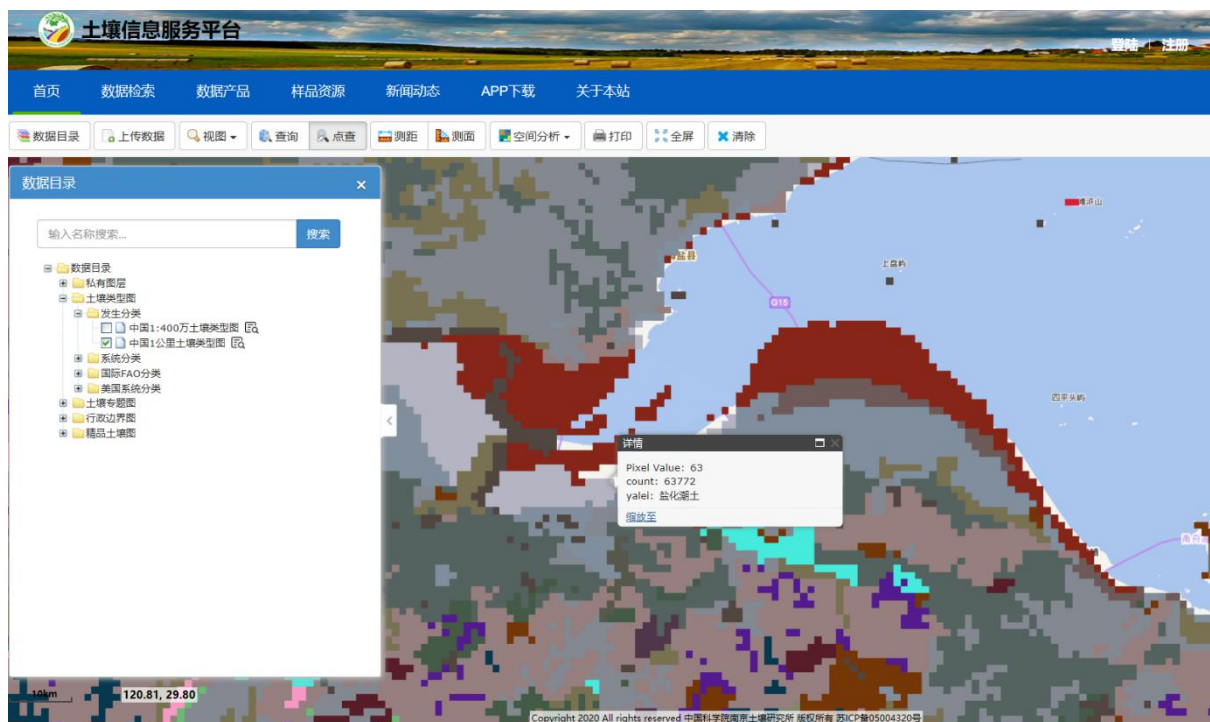 土壤信息服务平台
登陆 | 注册
首页 数据检索 数据产品 样品资源 新闻动态 APP下载 关于本站
数据目录 上传数据 视图 查询 点查 测距 测面 空间分析 打印 全屏 清除
数据目录 ×
输入名称搜索... 搜索
数据目录
私有图层
土壤类型图
发生分类
中国1:400万土壤类型图
中国1公里土壤类型图
系统分类
国际FAO分类
美国系统分类
土壤专题图
行政边界图
精品土壤图
盐县
G15
上盘屿
四平头屿
详情
Pixel Value: 63
count: 63772
yalei: 盐化潮土
缩放至
10km
120.81, 29.80
Copyright 2020 All rights reserved 中国科学院南京土壤研究所 版权所有 苏ICP备05004320号